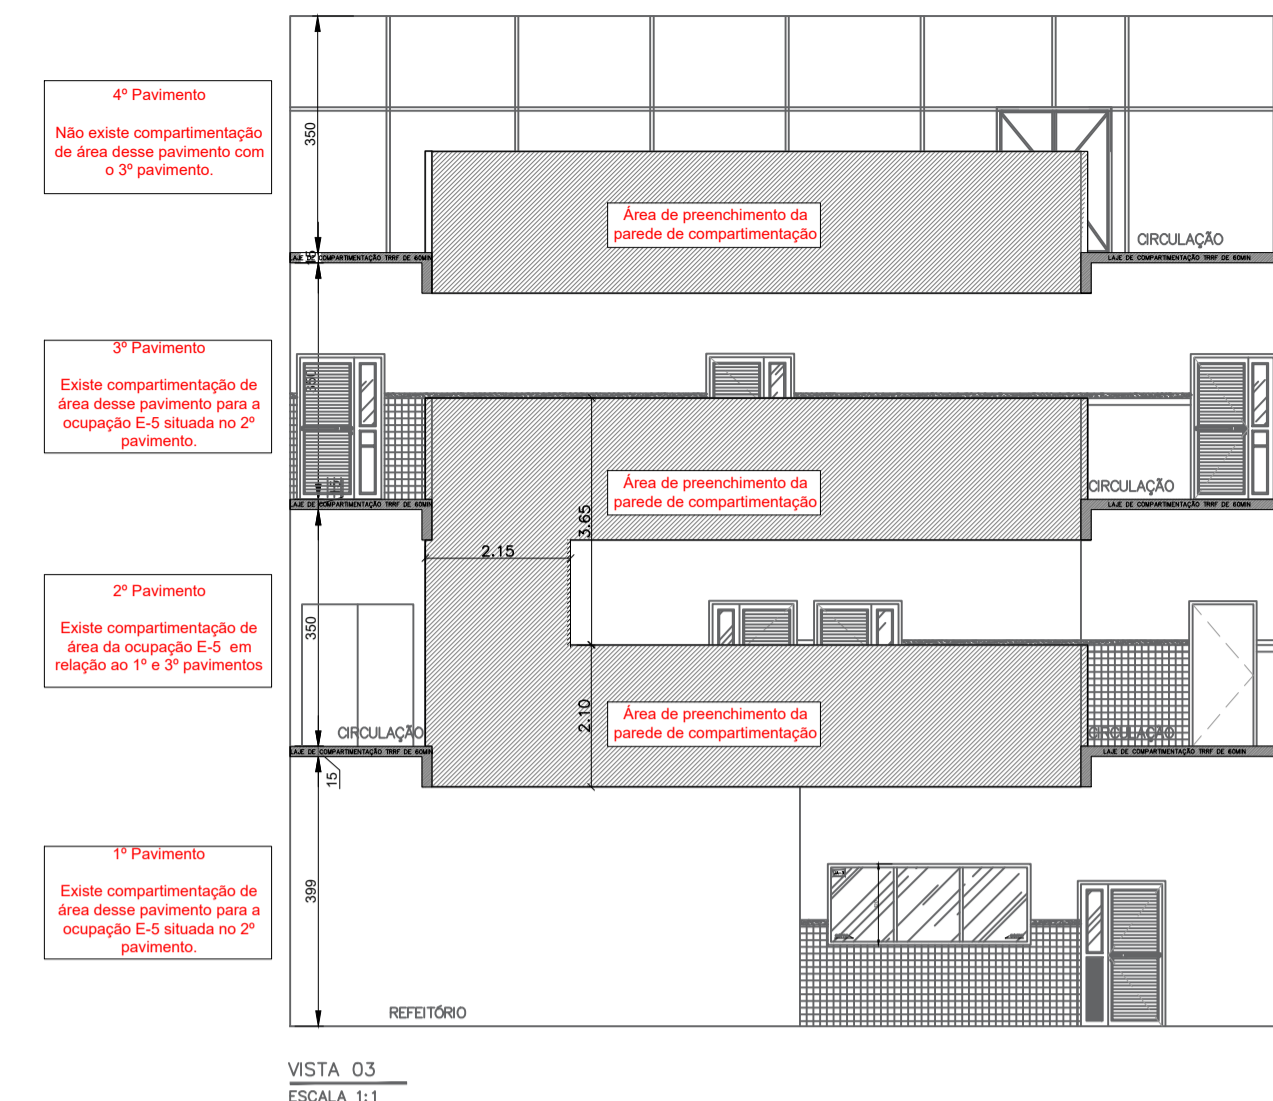 4º Pavimento
Não existe compartimentação
de área desse pavimento com
o 3º pavimento.
350
Área de preenchimento da
parede de compartimentação
CIRCULAÇÃO
LAJE DE COMPARTIMENTAÇÃO TRRF DE 60MIN
15
LAJE DE COMPARTIMENTAÇÃO TRRF DE 60MIN
3º Pavimento
Existe compartimentação de
área desse pavimento para a
ocupação E-5 situada no 2º
pavimento.
350
Área de preenchimento da
parede de compartimentação
CIRCULAÇÃO
LAJE DE COMPARTIMENTAÇÃO TRRF DE 60MIN
LAJE DE COMPARTIMENTAÇÃO TRRF DE 60MIN
3.65
2.15
2º Pavimento
Existe compartimentação de
área da ocupação E-5 em
relação ao 1º e 3º pavimentos
350
2.10
Área de preenchimento da
parede de compartimentação
CIRCULAÇÃO
CIRCULAÇÃO
LAJE DE COMPARTIMENTAÇÃO TRRF DE 60MIN
LAJE DE COMPARTIMENTAÇÃO TRRF DE 60MIN
15
1º Pavimento
Existe compartimentação de
área desse pavimento para a
ocupação E-5 situada no 2º
pavimento.
399
REFEITÓRIO
VISTA 03
ESCALA 1:1